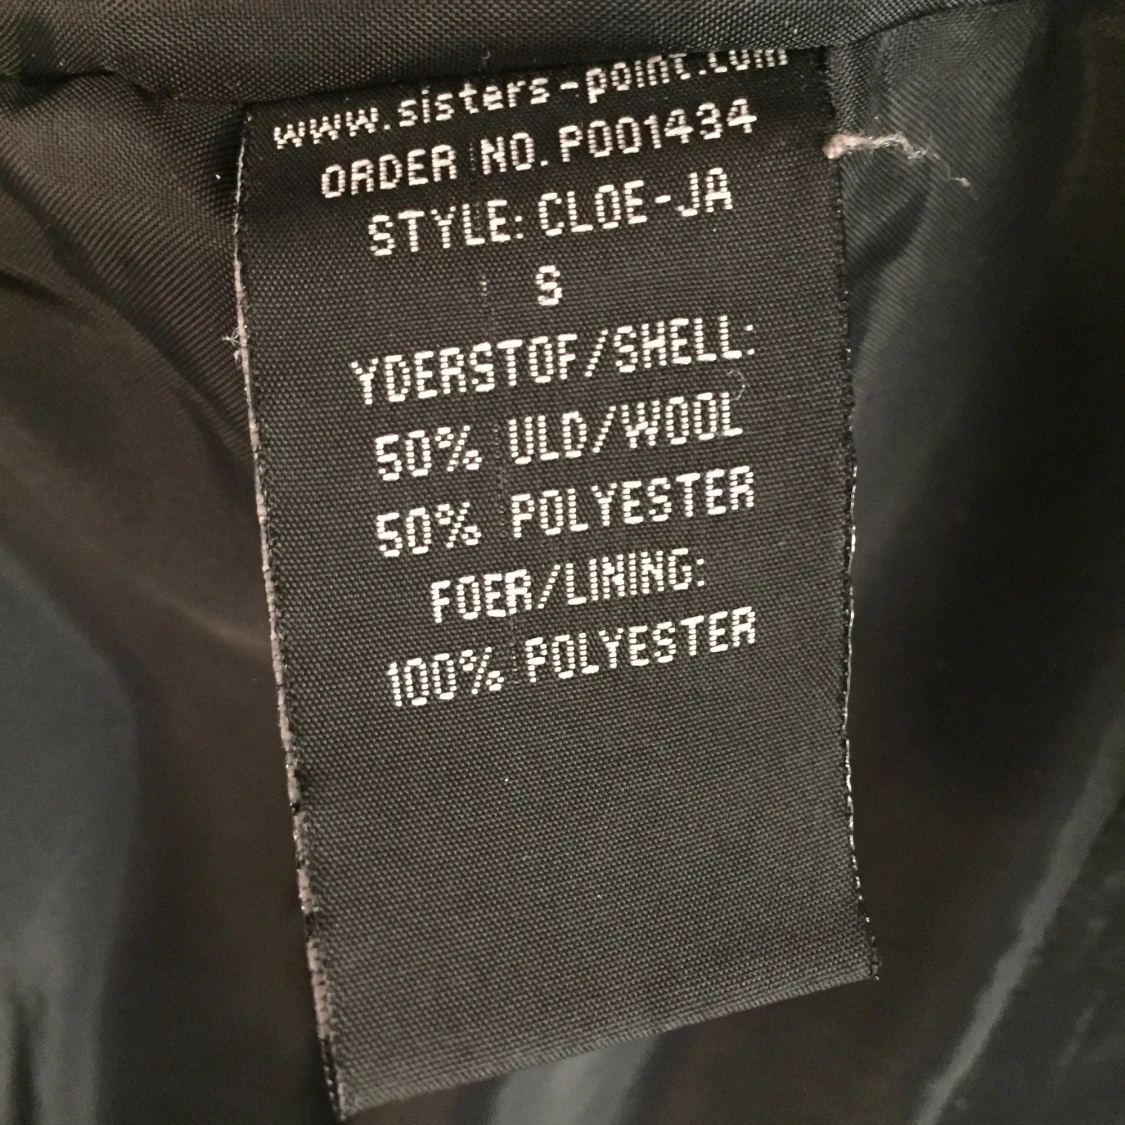 www.sisters-point.com
ORDER NO. P001434
STYLE: CLOE-JA
S
YDERSTOF/SHELL:
50% ULD/WOOL
50% POLYESTER
FOER/LINING:
100% POLYESTER